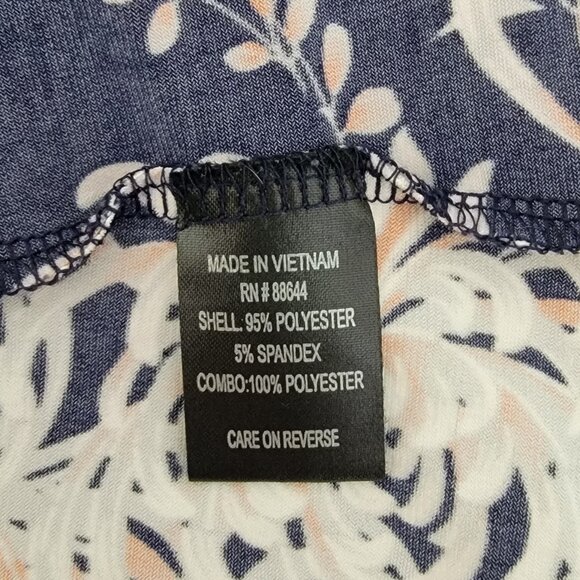 MADE IN VIETNAM
RN # 88644
SHELL: 95% POLYESTER
5% SPANDEX
COMBO:100% POLYESTER
CARE ON REVERSE